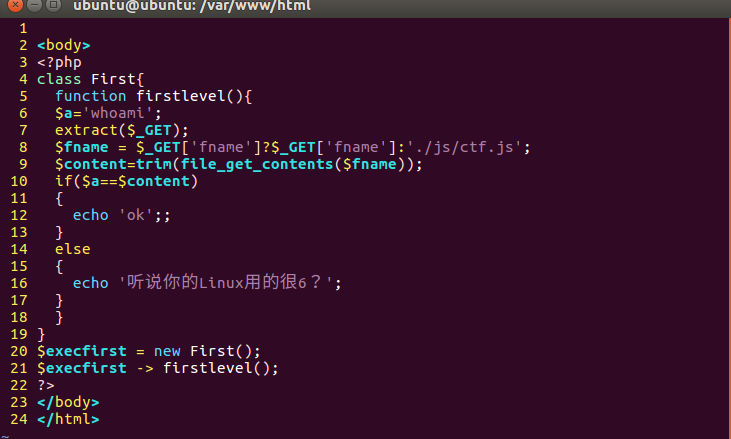 ubuntu@ubuntu: /var/www/html
1
2 <body>
3 <?php
4 class First{
5   function firstlevel(){
6   $a='whoami';
7   extract($_GET);
8   $fname = $_GET['fname']?$_GET['fname']:'./js/ctf.js';
9   $content=trim(file_get_contents($fname));
10   if($a==$content)
11   {
12     echo 'ok';;
13   }
14   else
15   {
16     echo '听说你的Linux用的很6？';
17   }
18   }
19 }
20 $execfirst = new First();
21 $execfirst -> firstlevel();
22 ?>
23 </body>
24 </html>
~